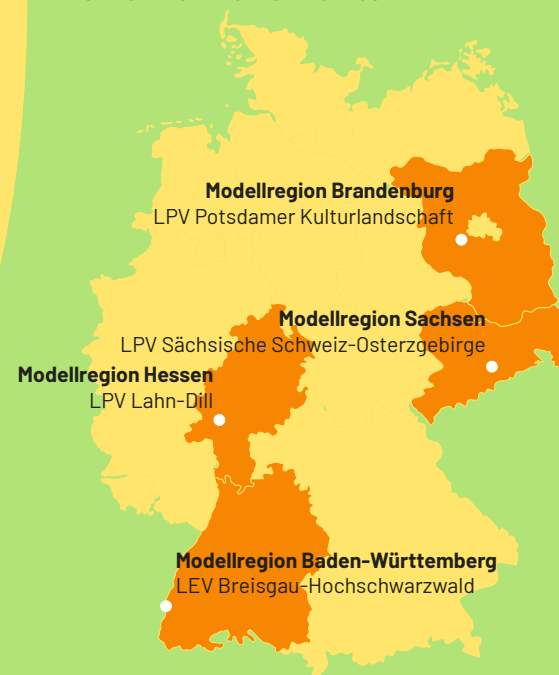 Modellregion Brandenburg
LPV Potsdamer Kulturlandschaft
Modellregion Sachsen
LPV Sächsische Schweiz-Osterzgebirge
Modellregion Hessen
LPV Lahn-Dill
Modellregion Baden-Württemberg
LEV Breisgau-Hochschwarzwald